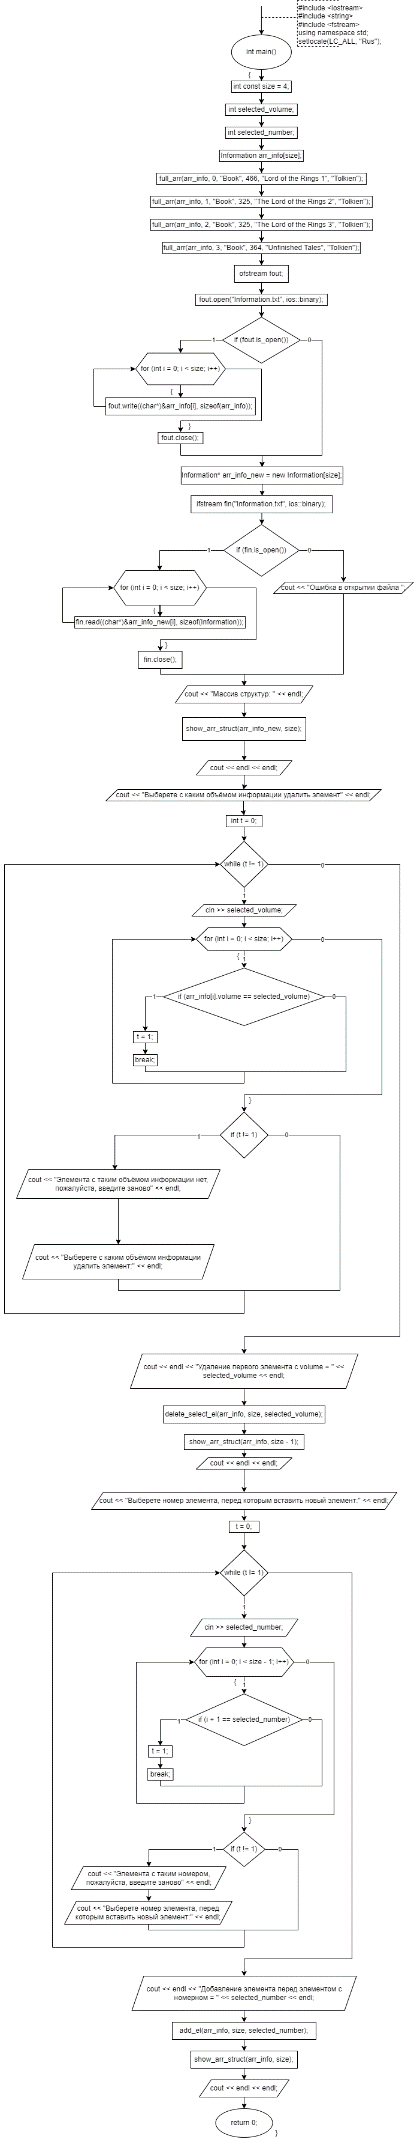 #include <iostream>
#include <string>
#include <fstream>
using namespace std;
setlocale(LC_ALL, "Rus");
int main()
{
int const size = 4;
int selected_volume;
int selected_number;
Information arr_info[size];
full_arr(arr_info, 0, "Book", 466, "Lord of the Rings 1", "Tolkien");
full_arr(arr_info, 1, "Book", 325, "The Lord of the Rings 2", "Tolkien");
full_arr(arr_info, 2, "Book", 325, "The Lord of the Rings 3", "Tolkien");
full_arr(arr_info, 3, "Book", 364, "Unfinished Tales", "Tolkien");
ofstream fout;
fout.open("Information.txt", ios::binary);
1
if (fout.is_open())
0
for (int i = 0; i < size; i++)
{
fout.write((char*)&arr_info[i], sizeof(arr_info));
}
fout.close();
Information* arr_info_new = new Information[size];
ifstream fin("Information.txt", ios::binary);
1
if (fin.is_open())
0
for (int i = 0; i < size; i++)
cout << "Ошибка в открытии файла ";
{
fin.read((char*)&arr_info_new[i], sizeof(Information));
}
fin.close();
cout << "Массив структур: " << endl;
show_arr_struct(arr_info_new, size);
cout << endl << endl;
cout << "Выберете с каким объёмом информации удалить элемент" << endl;
int t = 0;
while (t != 1)
0
1
cin >> selected_volume;
for (int i = 0; i < size; i++)
0
{ 1
1
if (arr_info[i].volume == selected_volume)
0
t = 1;
break;
}
1
if (t != 1)
0
cout << "Элемента с таким объёмом информации нет,
пожалуйста, введите заново" << endl;
cout << "Выберете с каким объёмом информации
удалить элемент:" << endl;
cout << endl << "Удаление первого элемента с volume = " <<
selected_volume << endl;
delete_select_el(arr_info, size, selected_volume);
show_arr_struct(arr_info, size - 1);
cout << endl << endl;
cout << "Выберете номер элемента, перед которым вставить новый элемент:" << endl;
t = 0;
while (t != 1)
1
cin >> selected_number;
for (int i = 0; i < size - 1; i++)
0
{ 1
1
if (i + 1 == selected_number)
0
t = 1;
break;
}
1
if (t != 1)
0
cout << "Элемента с таким номером,
пожалуйста, введите заново" << endl;
cout << "Выберете номер элемента, перед
которым вставить новый элемент:" << endl;
cout << endl << "Добавление элемента перед элементом с
номерном = " << selected_number << endl;
add_el(arr_info, size, selected_number);
show_arr_struct(arr_info, size);
cout << endl << endl;
return 0;
}